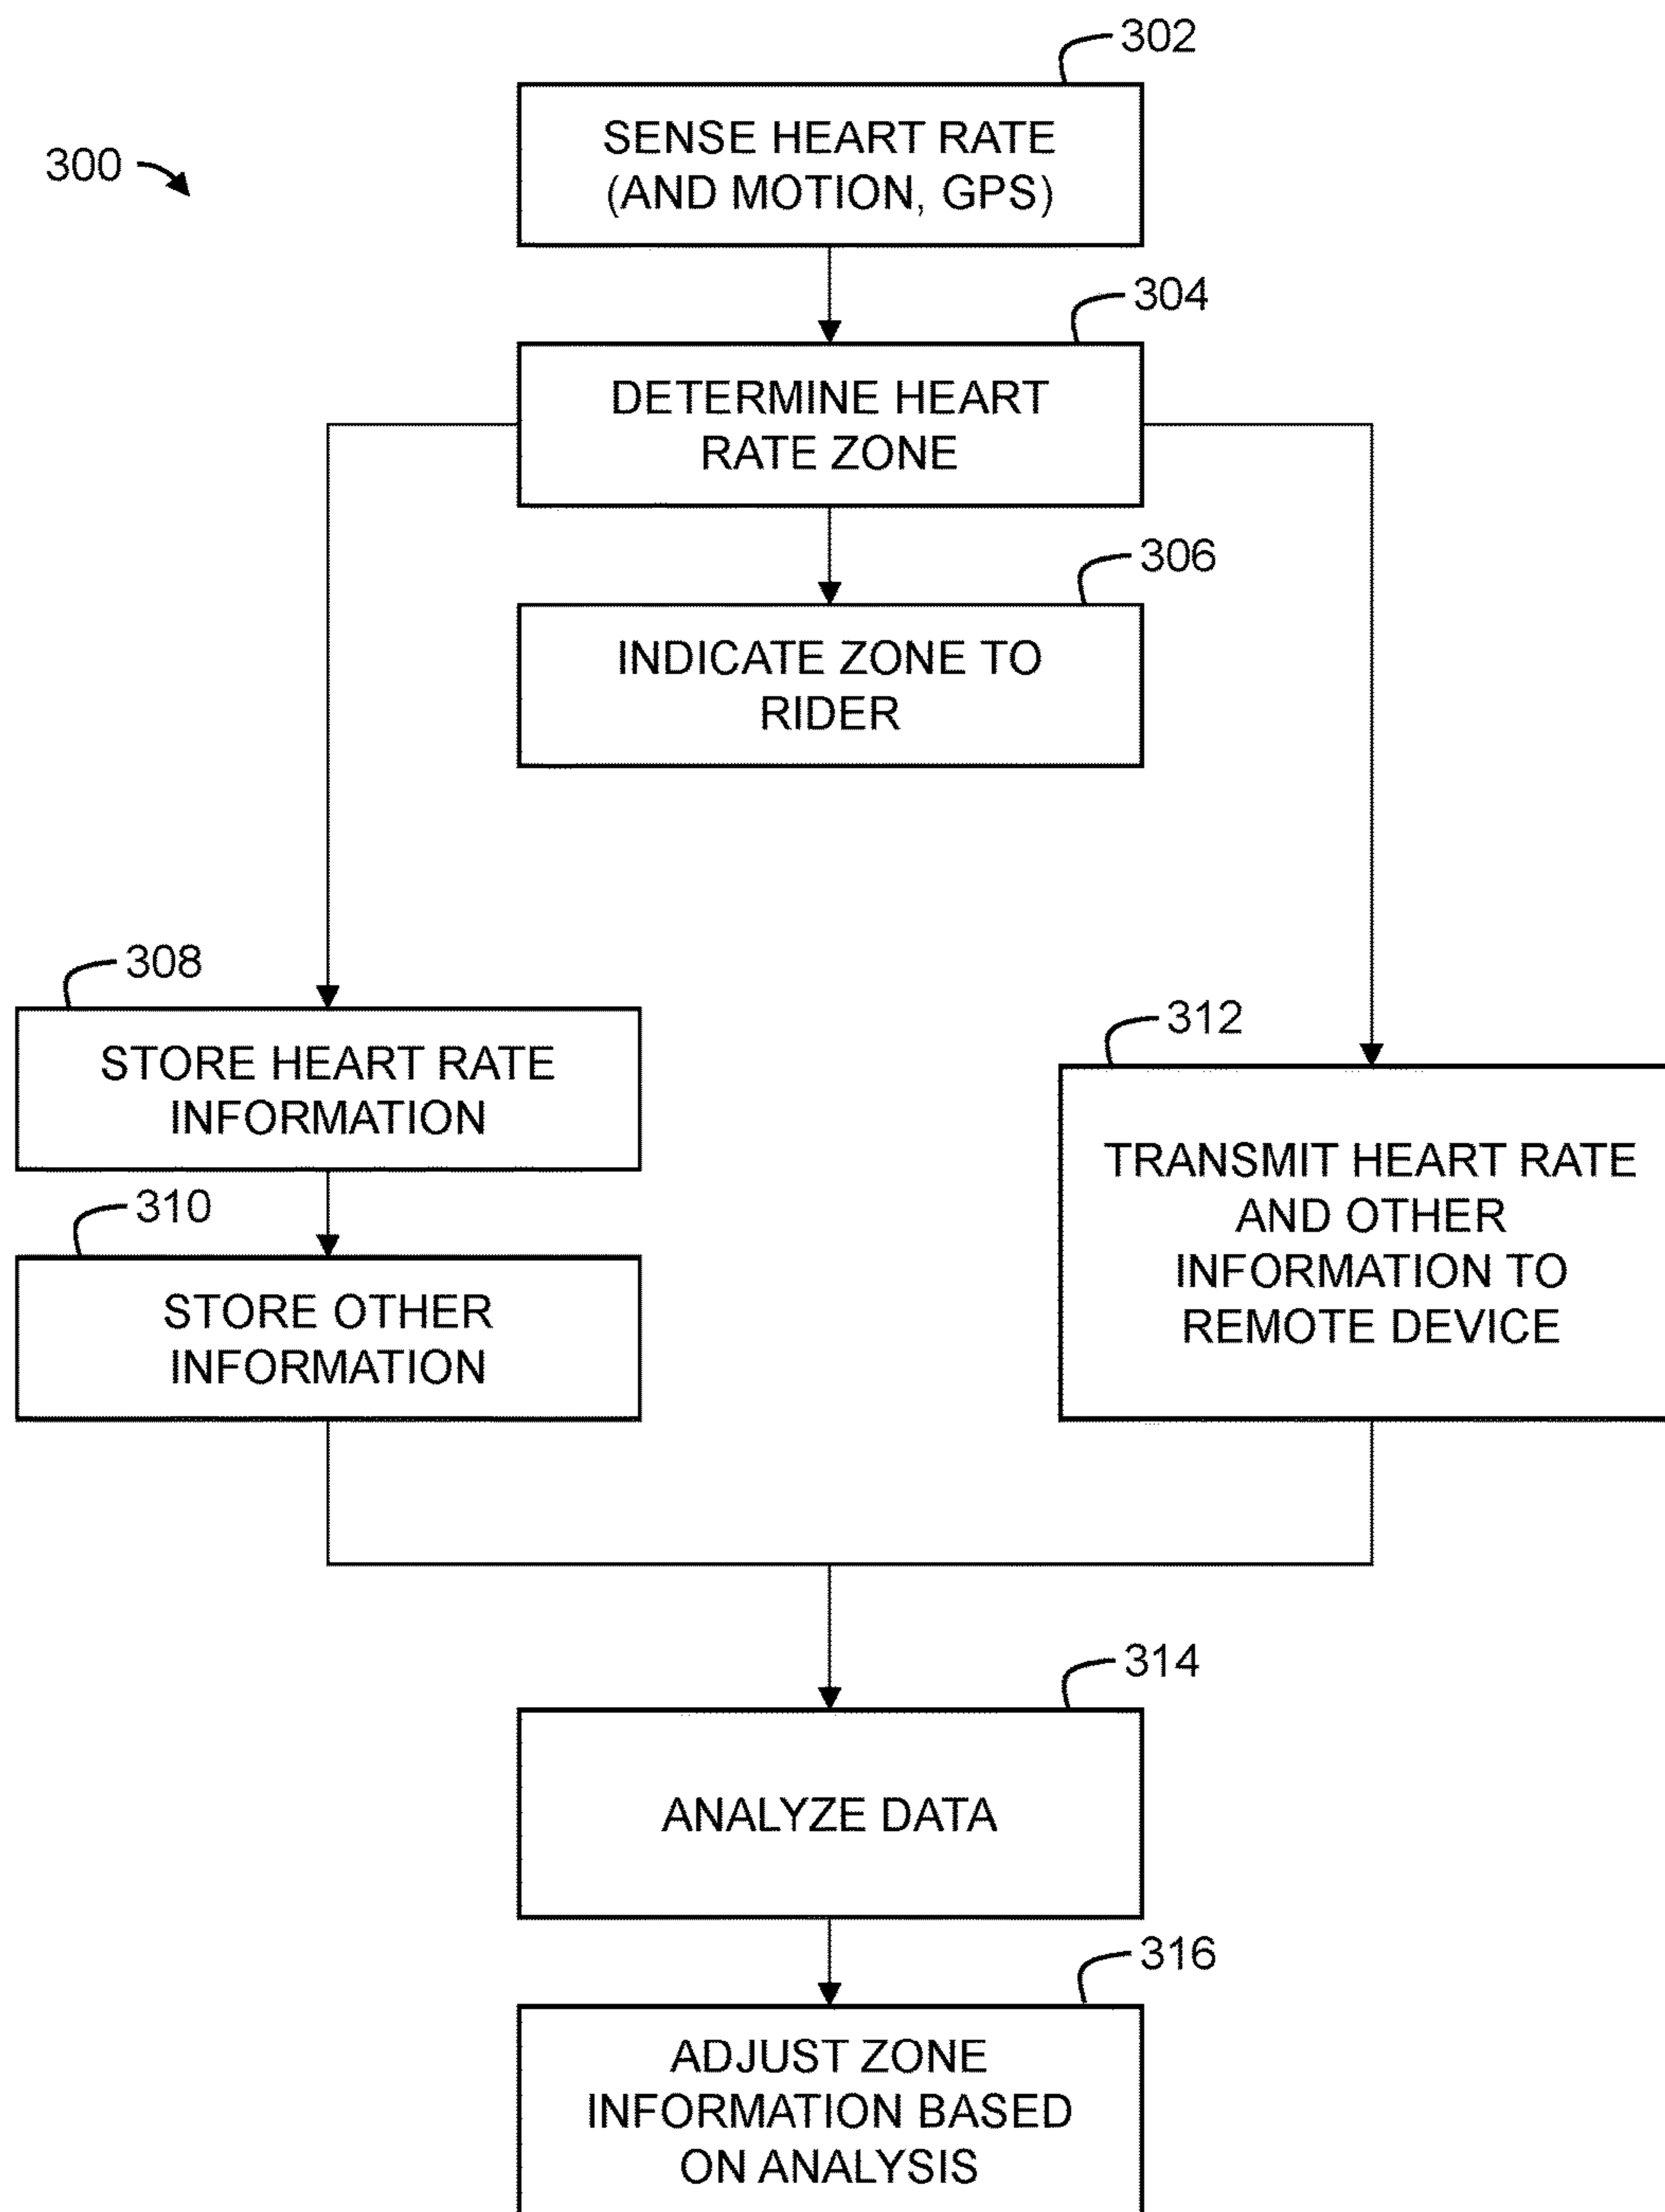 302
300
SENSE HEART RATE
(AND MOTION, GPS)
304
DETERMINE HEART
RATE ZONE
306
INDICATE ZONE TO
RIDER
308
STORE HEART RATE
INFORMATION
312
TRANSMIT HEART RATE
AND OTHER
INFORMATION TO
REMOTE DEVICE
310
STORE OTHER
INFORMATION
314
ANALYZE DATA
316
ADJUST ZONE
INFORMATION BASED
ON ANALYSIS